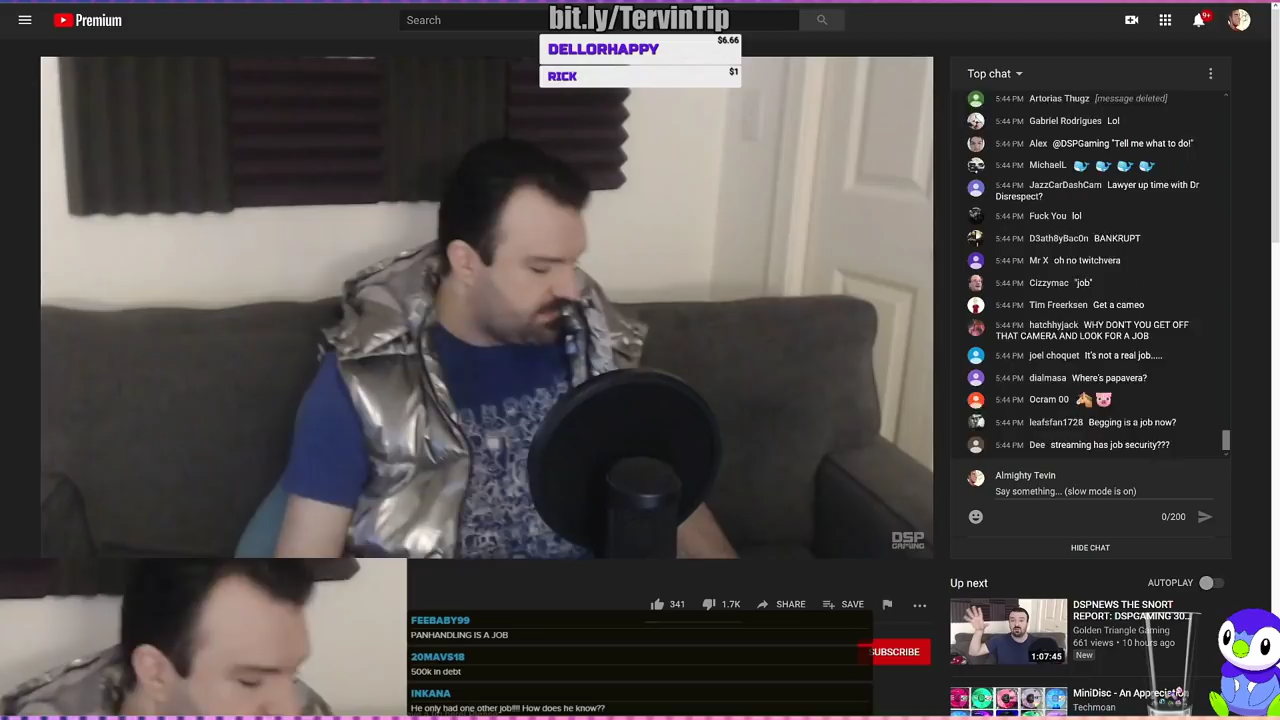 bit.ly/TervinTip
Premium
Search
9+
DELLORHAPPY $6.66
RICK $1
Top chat
5:44 PM Artorias Thugz [message deleted]
5:44 PM Gabriel Rodrigues Lol
5:44 PM Alex @DSPGaming "Tell me what to do!"
5:44 PM MichaelL
5:44 PM JazzCarDashCam Lawyer up time with Dr
Disrespect?
5:44 PM Fuck You lol
5:44 PM D3ath8yBac0n BANKRUPT
5:44 PM Mr X oh no twitchvera
5:44 PM Cizzymac "job"
5:44 PM Tim Freerksen Get a cameo
5:44 PM hatchhyjack WHY DON'T YOU GET OFF
THAT CAMERA AND LOOK FOR A JOB
5:44 PM joel choquet It's not a real job.....
5:44 PM dialmasa Where's papavera?
5:44 PM Ocram 00
5:44 PM leafsfan1728 Begging is a job now?
5:44 PM Dee streaming has job security???
Almighty Tevin
Say something... (slow mode is on)
0/200
HIDE CHAT
DSP
GAMING
341 1.7K SHARE SAVE
SUBSCRIBE
FEEBABY99
PANHANDLING IS A JOB
20MAVS18
500k in debt
INKANA
He only had one other job!!!! How does he know??
Up next AUTOPLAY
DSPNEWS THE SNORT
REPORT: DSPGAMING 30...
Golden Triangle Gaming
661 views • 10 hours ago
New
1:07:45
MiniDisc - An Appreciation
Techmoan